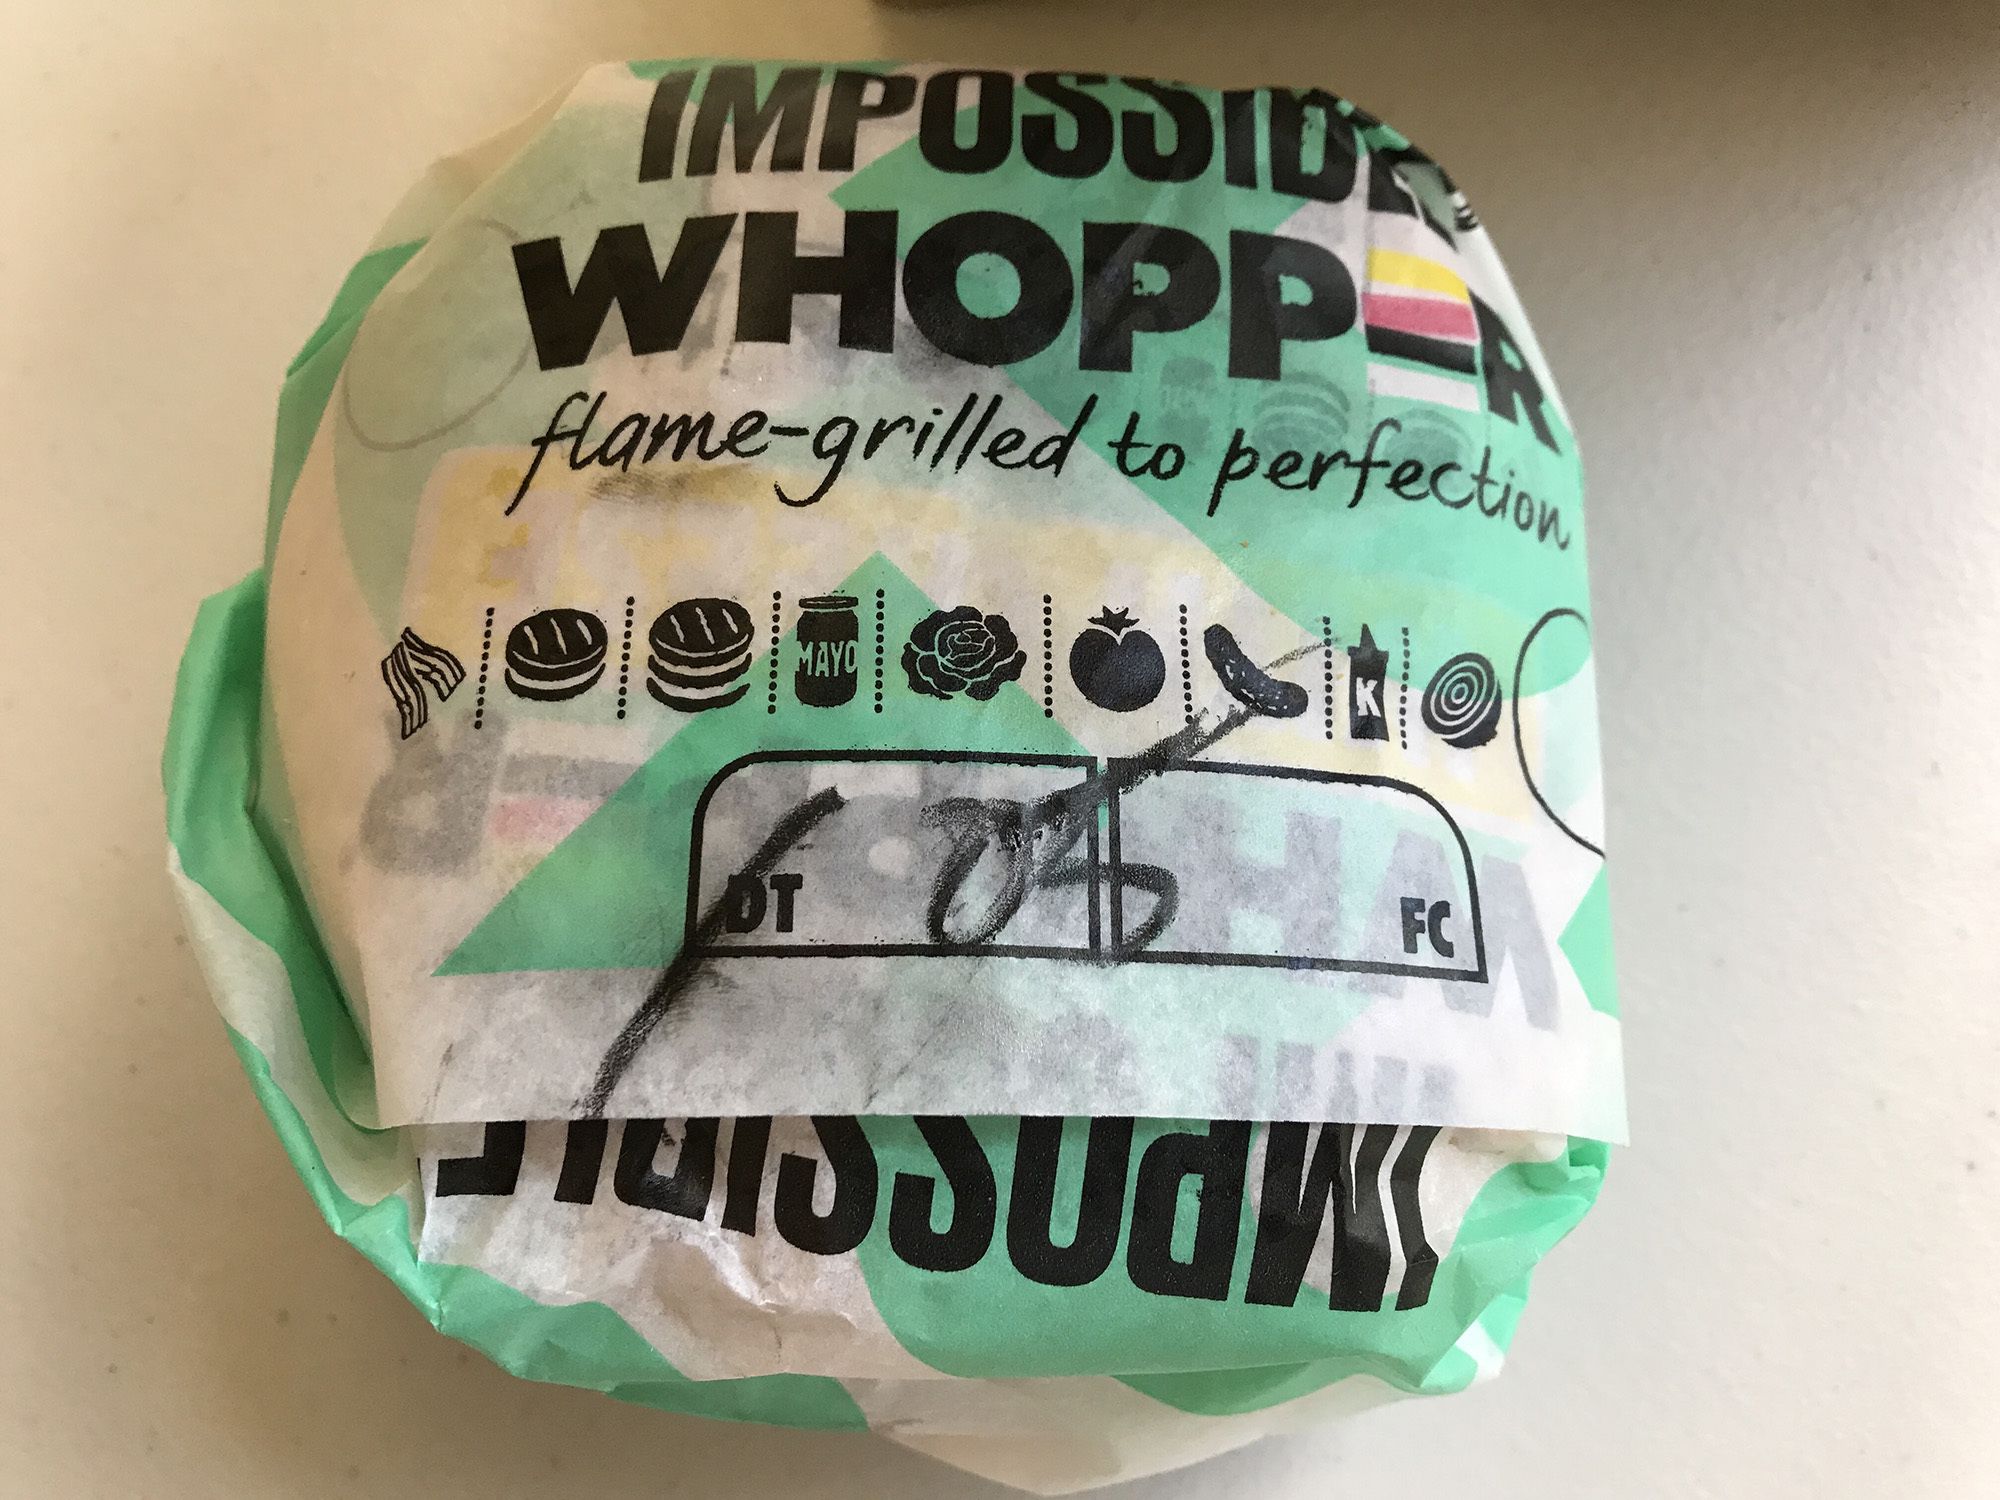 IMPOSSIBLE
WHOPPER
flame-grilled to perfection
MAYO
K
DT
FC
IMPOSSIBLE